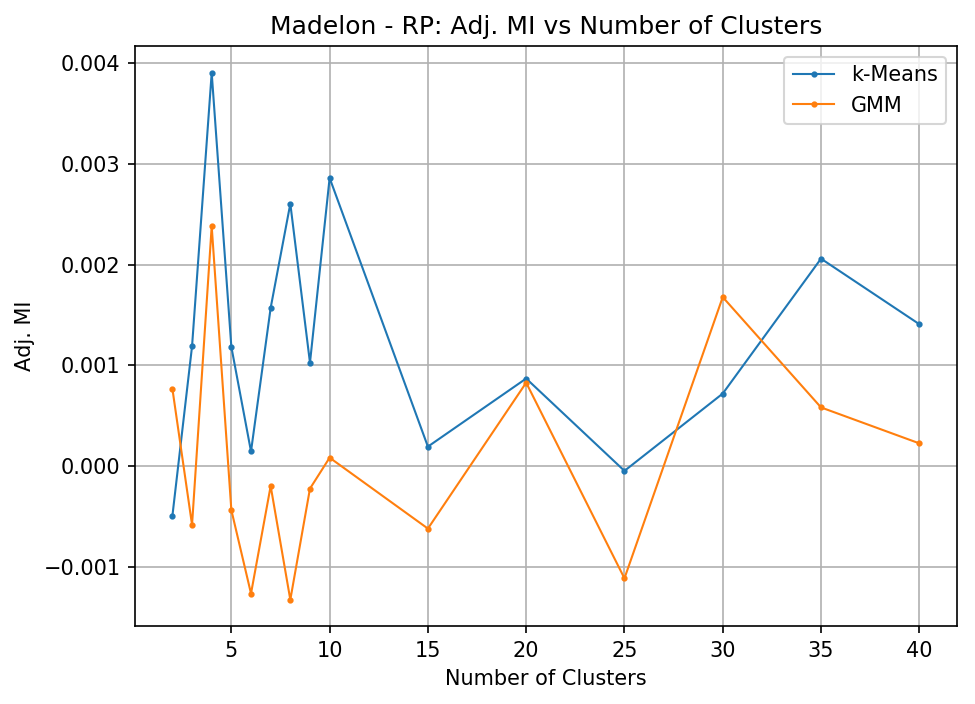 Madelon - RP: Adj. MI vs Number of Clusters
k-Means
GMM
Adj. MI
0.004
0.003
0.002
0.001
0.000
−0.001
5 10 15 20 25 30 35 40
Number of Clusters